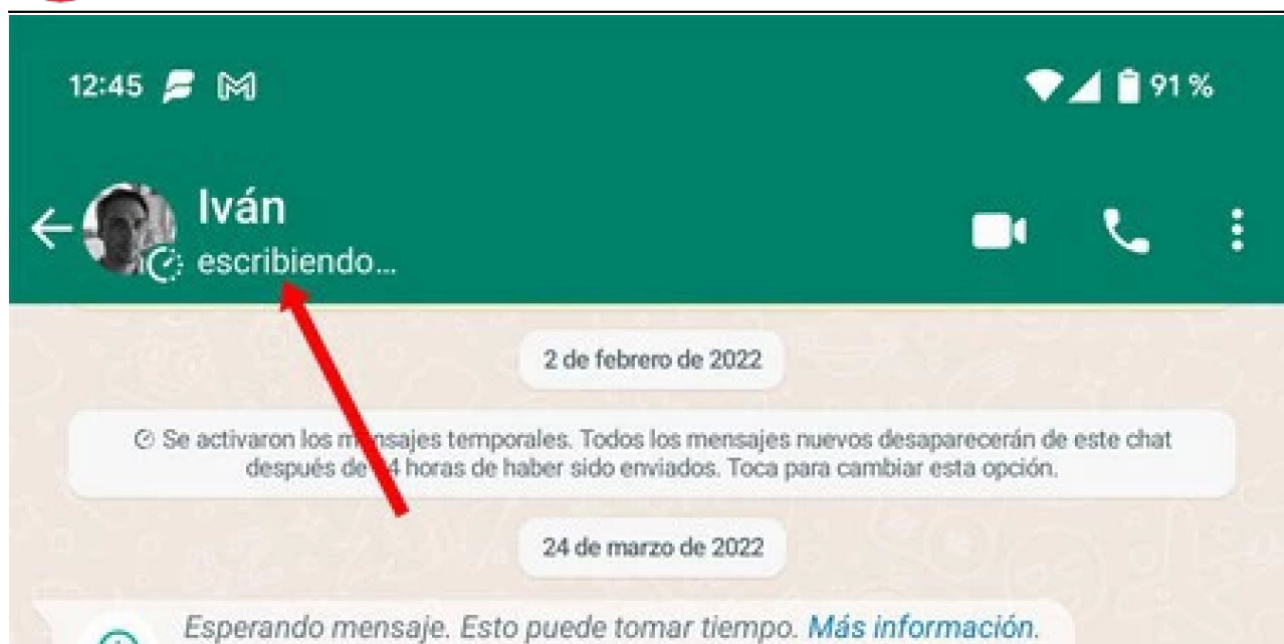 12:45 91 %
Iván
escribiendo...
2 de febrero de 2022
Se activaron los mensajes temporales. Todos los mensajes nuevos desaparecerán de este chat
después de 24 horas de haber sido enviados. Toca para cambiar esta opción.
24 de marzo de 2022
Esperando mensaje. Esto puede tomar tiempo. Más información.